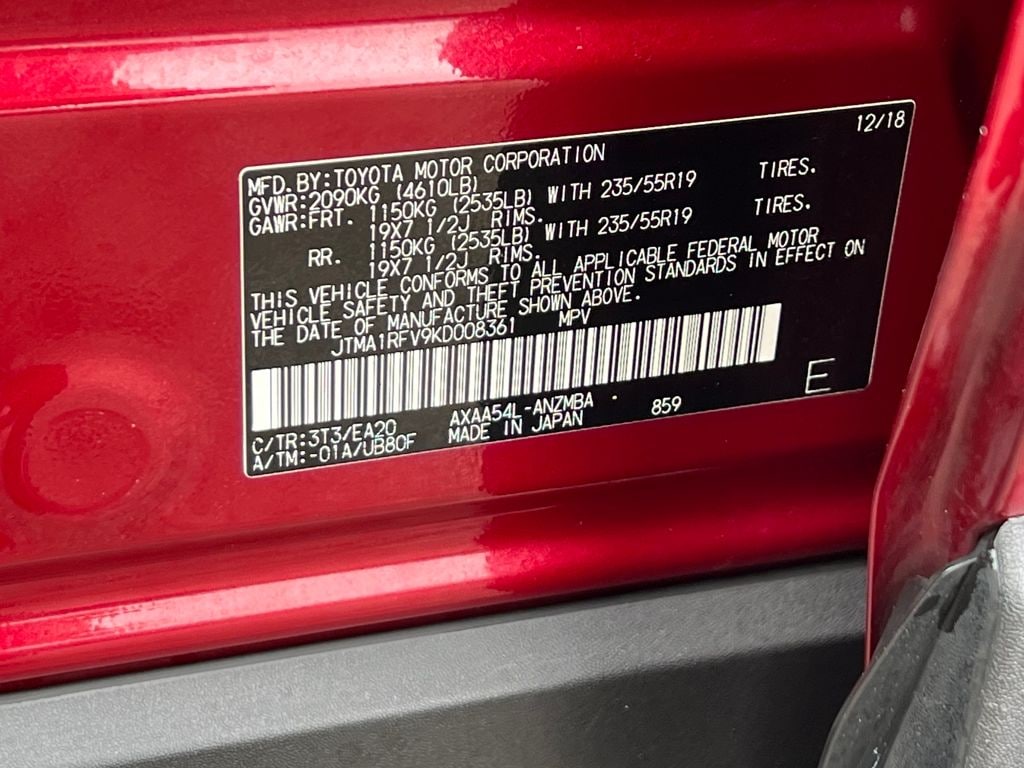 12/18
MFD.BY:TOYOTA MOTOR CORPORATION
GVWR:2090KG (4610LB)
GAWR:FRT. 1150KG (2535LB) WITH 235/55R19 TIRES.
19X7 1/2J RIMS.
RR. 1150KG (2535LB) WITH 235/55R19 TIRES.
19X7 1/2J RIMS.
THIS VEHICLE CONFORMS TO ALL APPLICABLE FEDERAL MOTOR
VEHICLE SAFETY AND THEFT PREVENTION STANDARDS IN EFFECT ON
THE DATE OF MANUFACTURE SHOWN ABOVE.
JTMA1RFV9KD008361 MPV
E
C/TR:3T3/EA20 AXAA54L-ANZMBA 859
A/TM:-01A/UB80F MADE IN JAPAN